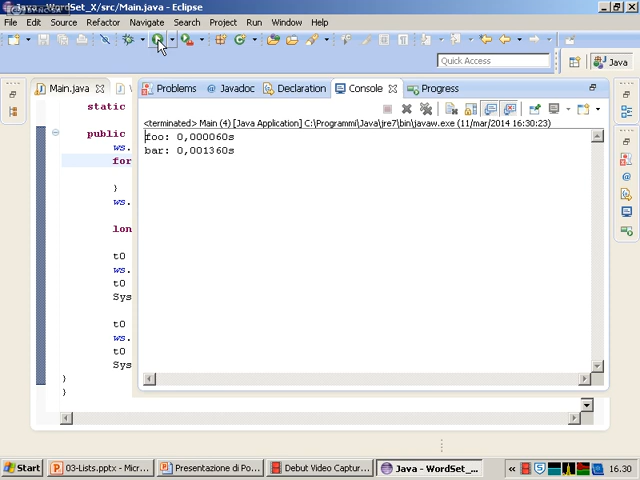 Java - WordSet_X/src/Main.java - Eclipse
File Edit Source Refactor Navigate Search Project Run Window Help
Quick Access
Java
Main.java
Problems @ Javadoc Declaration Console Progress
<terminated> Main (4) [Java Application] C:\Programmi\Java\jre7\bin\javaw.exe (11/mar/2014 16:30:23)
foo: 0,000060s
bar: 0,001360s
static
public
ws.
for
}
ws.
long
t0
ws.
t0
Sys
t0
ws.
t0
Sys
}
}
Start 03-Lists.pptx - Micr... Presentazione di Po... Debut Video Captur... Java - WordSet_... « 16.30